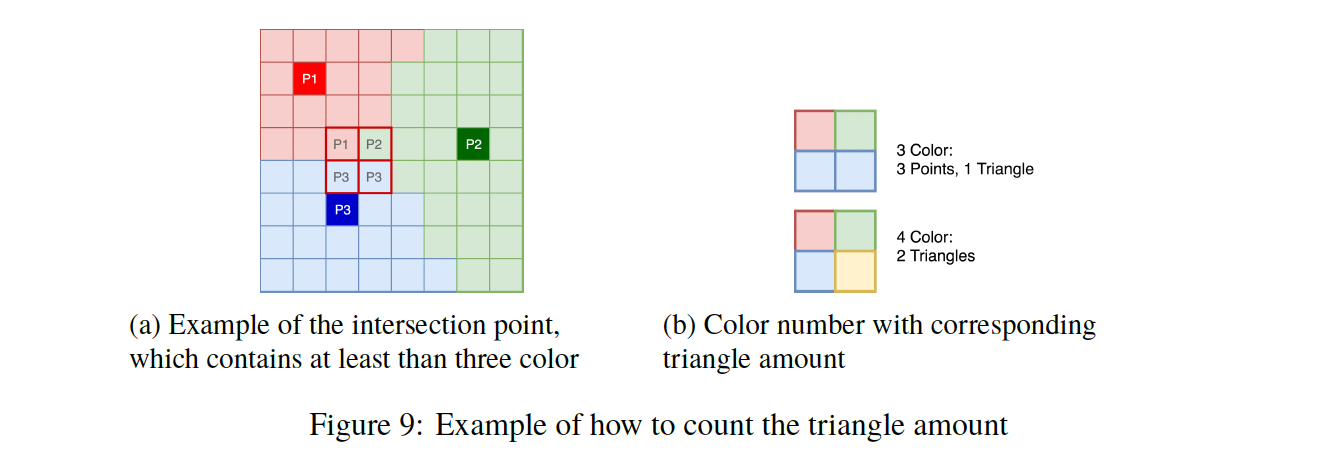 P1
P1 P2
P2
P3 P3
P3
3 Color:
3 Points, 1 Triangle
4 Color:
2 Triangles
(a) Example of the intersection point,
which contains at least than three color
(b) Color number with corresponding
triangle amount
Figure 9: Example of how to count the triangle amount